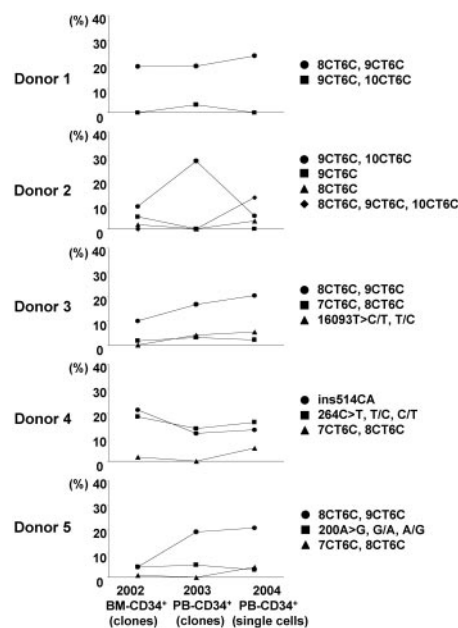 (%)
40
30
20
10
0
Donor 1
8CT6C, 9CT6C
9CT6C, 10CT6C
40
30
20
10
0
Donor 2
9CT6C, 10CT6C
9CT6C
8CT6C
8CT6C, 9CT6C, 10CT6C
(%)
40
30
20
10
0
Donor 3
8CT6C, 9CT6C
7CT6C, 8CT6C
16093T>C/T, T/C
(%)
40
30
20
10
0
Donor 4
ins514CA
264C>T, T/C, C/T
7CT6C, 8CT6C
(%)
40
30
20
10
0
Donor 5
8CT6C, 9CT6C
200A>G, G/A, A/G
7CT6C, 8CT6C
2002 2003 2004
BM-CD34+ PB-CD34+ PB-CD34+
(clones) (clones) (single cells)